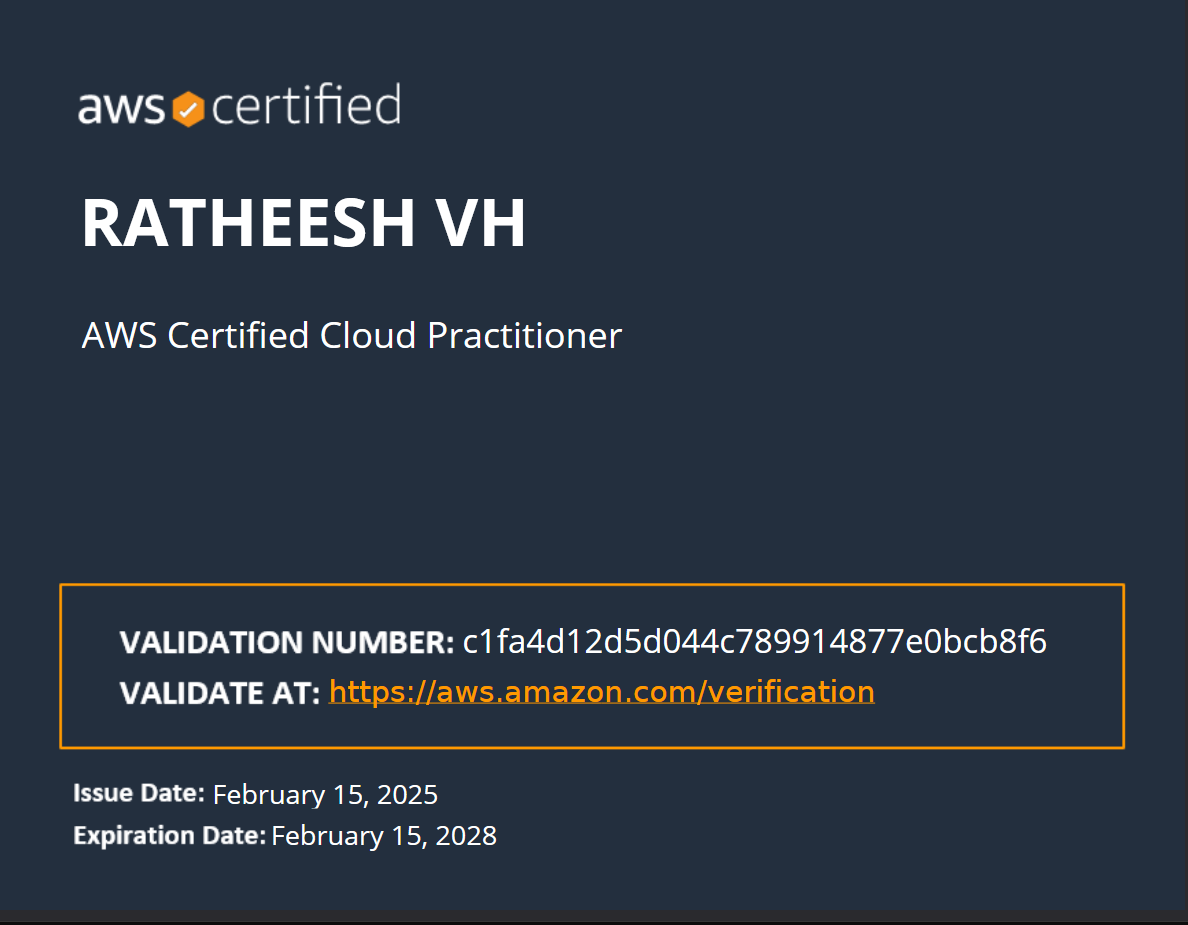 aws certified
RATHEESH VH
AWS Certified Cloud Practitioner
VALIDATION NUMBER: c1fa4d12d5d044c789914877e0bcb8f6
VALIDATE AT: https://aws.amazon.com/verification
Issue Date: February 15, 2025
Expiration Date: February 15, 2028